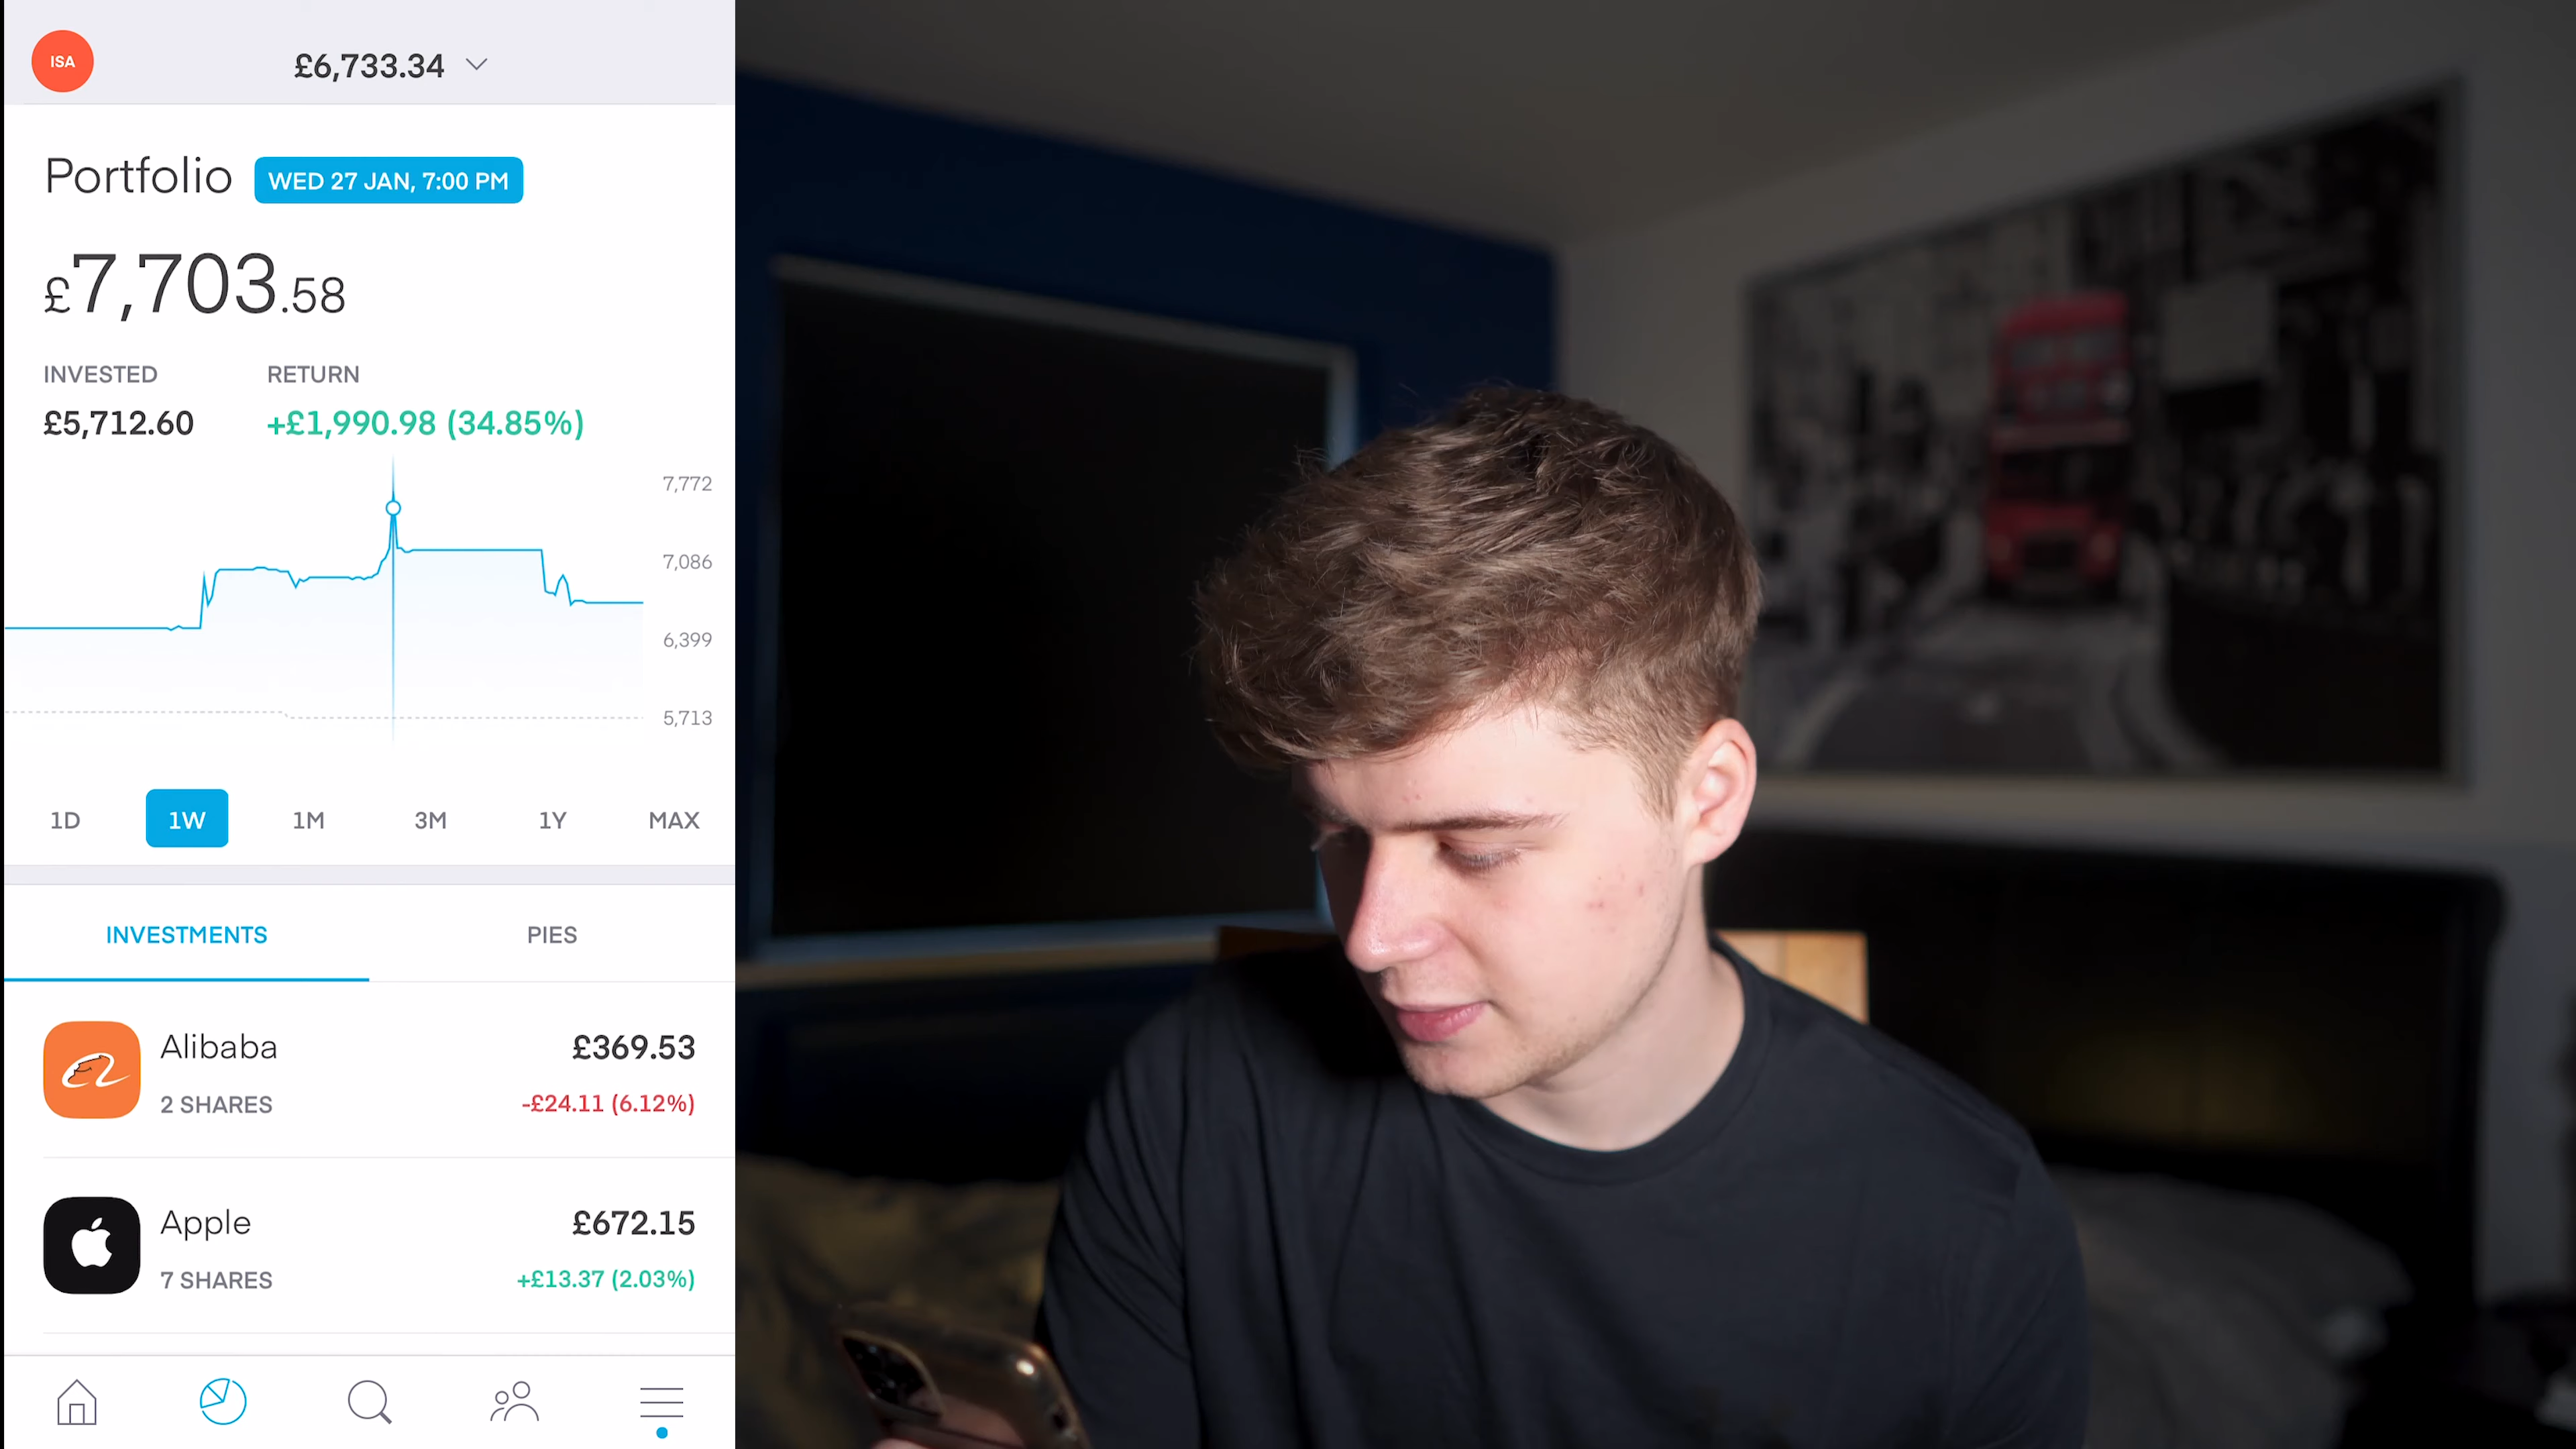 ISA
£6,733.34
Portfolio WED 27 JAN, 7:00 PM
£7,703.58
INVESTED RETURN
£5,712.60 +£1,990.98 (34.85%)
7,772
7,086
6,399
5,713
1D 1W 1M 3M 1Y MAX
INVESTMENTS PIES
Alibaba £369.53
2 SHARES -£24.11 (6.12%)
Apple £672.15
7 SHARES +£13.37 (2.03%)